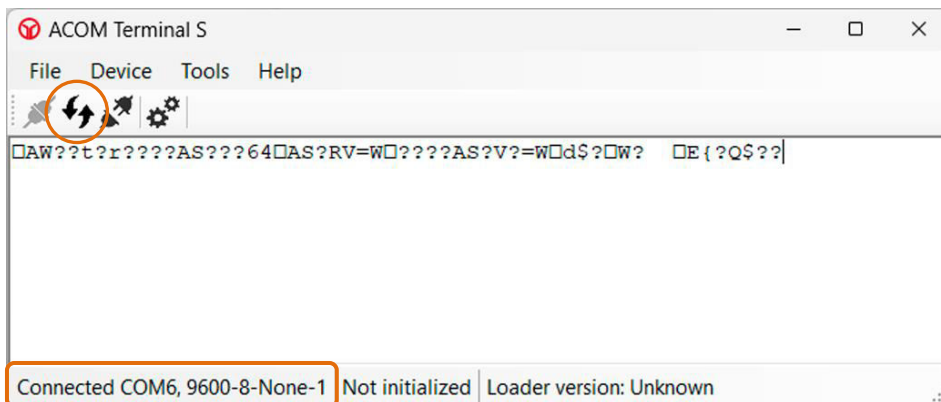 ACOM Terminal S
File Device Tools Help
□AW??t?r????AS???64□AS?RV=W□????AS?V?=W□d$?□W? □E{?Q$??
Connected COM6, 9600-8-None-1 Not initialized Loader version: Unknown